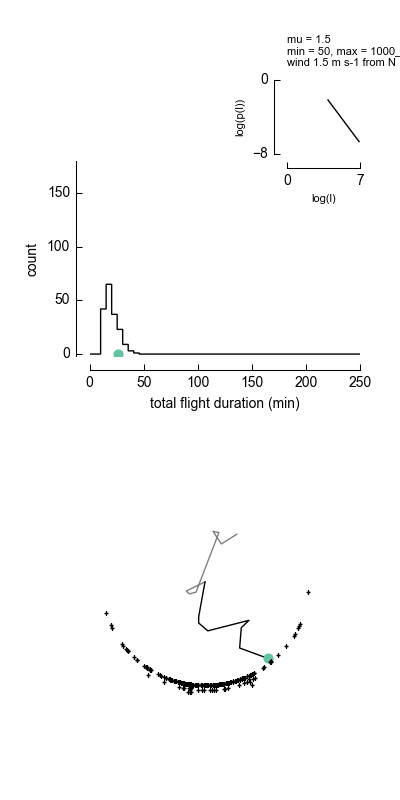 mu = 1.5
min = 50, max = 1000_
wind 1.5 m s-1 from N
0
log(p(l))
−8
0 7
log(l)
150
100
count
50
0
0 50 100 150 200 250
total flight duration (min)